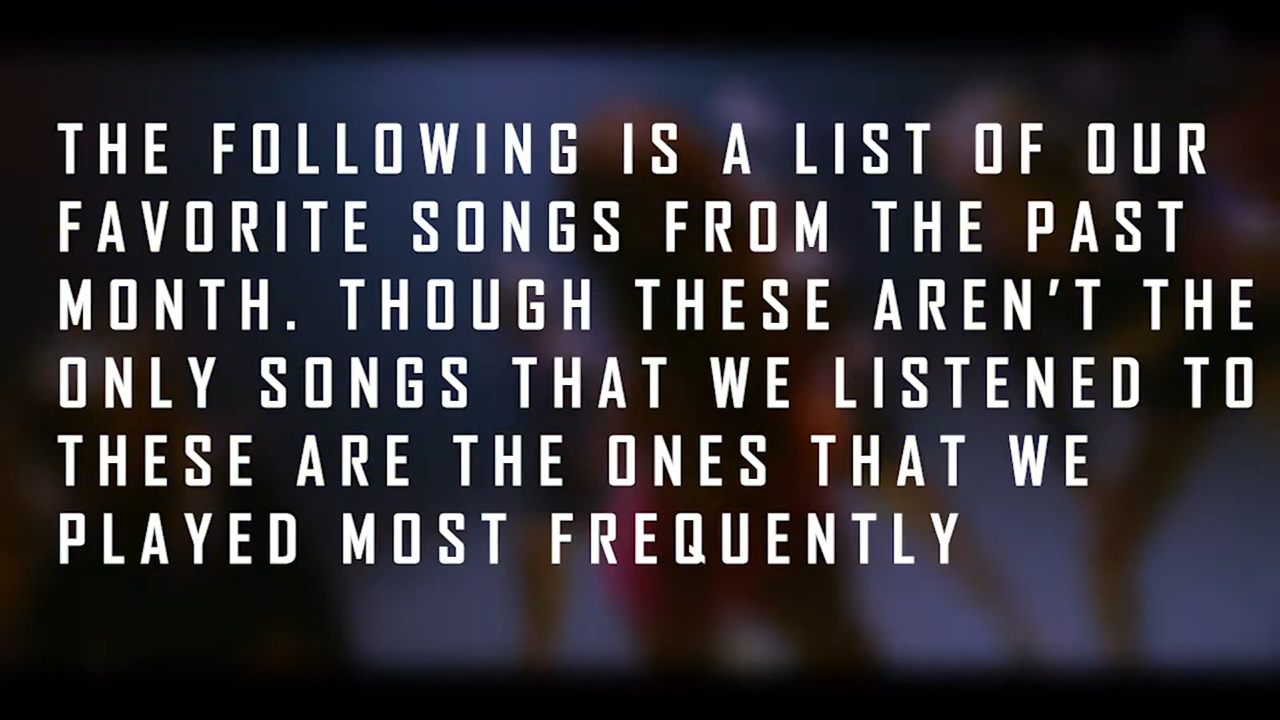 THE FOLLOWING IS A LIST OF OUR
FAVORITE SONGS FROM THE PAST
MONTH. THOUGH THESE AREN'T THE
ONLY SONGS THAT WE LISTENED TO
THESE ARE THE ONES THAT WE
PLAYED MOST FREQUENTLY